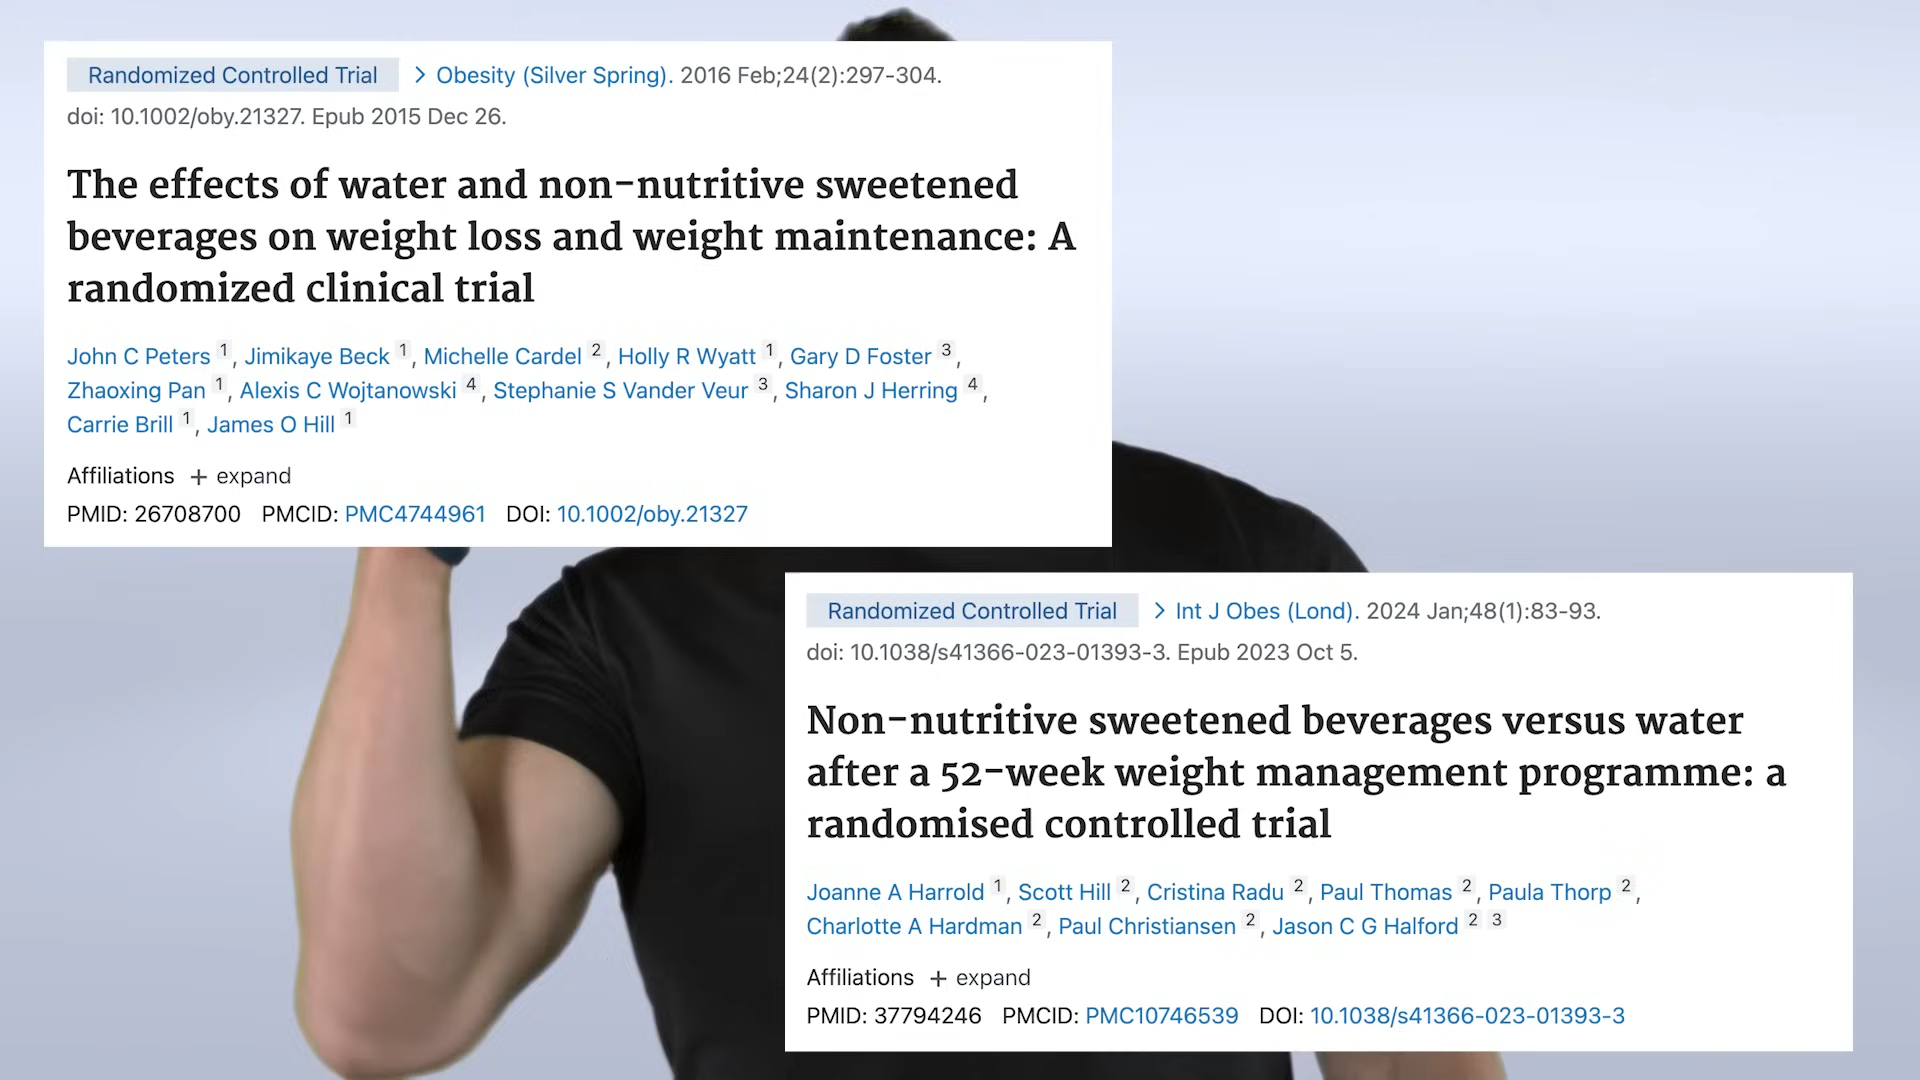 Randomized Controlled Trial > Obesity (Silver Spring). 2016 Feb;24(2):297-304.
doi: 10.1002/oby.21327. Epub 2015 Dec 26.
The effects of water and non-nutritive sweetened
beverages on weight loss and weight maintenance: A
randomized clinical trial
John C Peters 1, Jimikaye Beck 1, Michelle Cardel 2, Holly R Wyatt 1, Gary D Foster 3,
Zhaoxing Pan 1, Alexis C Wojtanowski 4, Stephanie S Vander Veur 3, Sharon J Herring 4,
Carrie Brill 1, James O Hill 1
Affiliations + expand
PMID: 26708700 PMCID: PMC4744961 DOI: 10.1002/oby.21327
Randomized Controlled Trial > Int J Obes (Lond). 2024 Jan;48(1):83-93.
doi: 10.1038/s41366-023-01393-3. Epub 2023 Oct 5.
Non-nutritive sweetened beverages versus water
after a 52-week weight management programme: a
randomised controlled trial
Joanne A Harrold 1, Scott Hill 2, Cristina Radu 2, Paul Thomas 2, Paula Thorp 2,
Charlotte A Hardman 2, Paul Christiansen 2, Jason C G Halford 2 3
Affiliations + expand
PMID: 37794246 PMCID: PMC10746539 DOI: 10.1038/s41366-023-01393-3